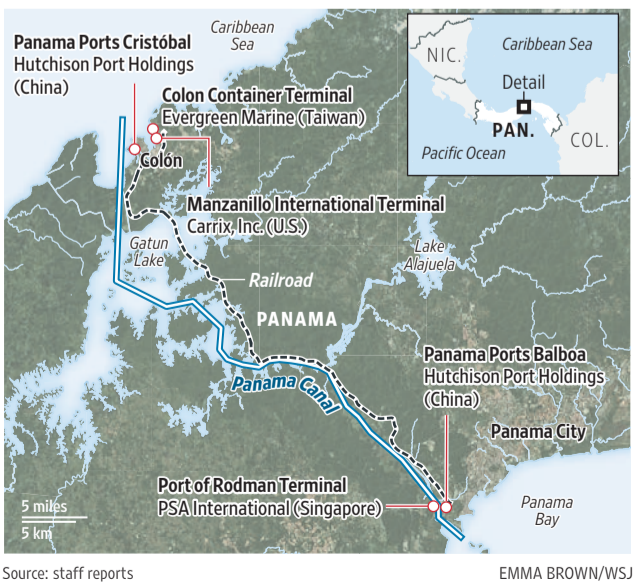 Caribbean
Sea
Panama Ports Cristóbal
Hutchison Port Holdings
(China)
Colon Container Terminal
Evergreen Marine (Taiwan)
Colón
Manzanillo International Terminal
Carrix, Inc. (U.S.)
NIC.
Caribbean Sea
Detail
PAN.
COL.
Pacific Ocean
Gatun
Lake
Lake
Alajuela
Railroad
PANAMA
Panama Canal
Panama Ports Balboa
Hutchison Port Holdings
(China)
Panama City
Port of Rodman Terminal
PSA International (Singapore)
Panama
Bay
5 miles
5 km
Source: staff reports
EMMA BROWN/WSJ